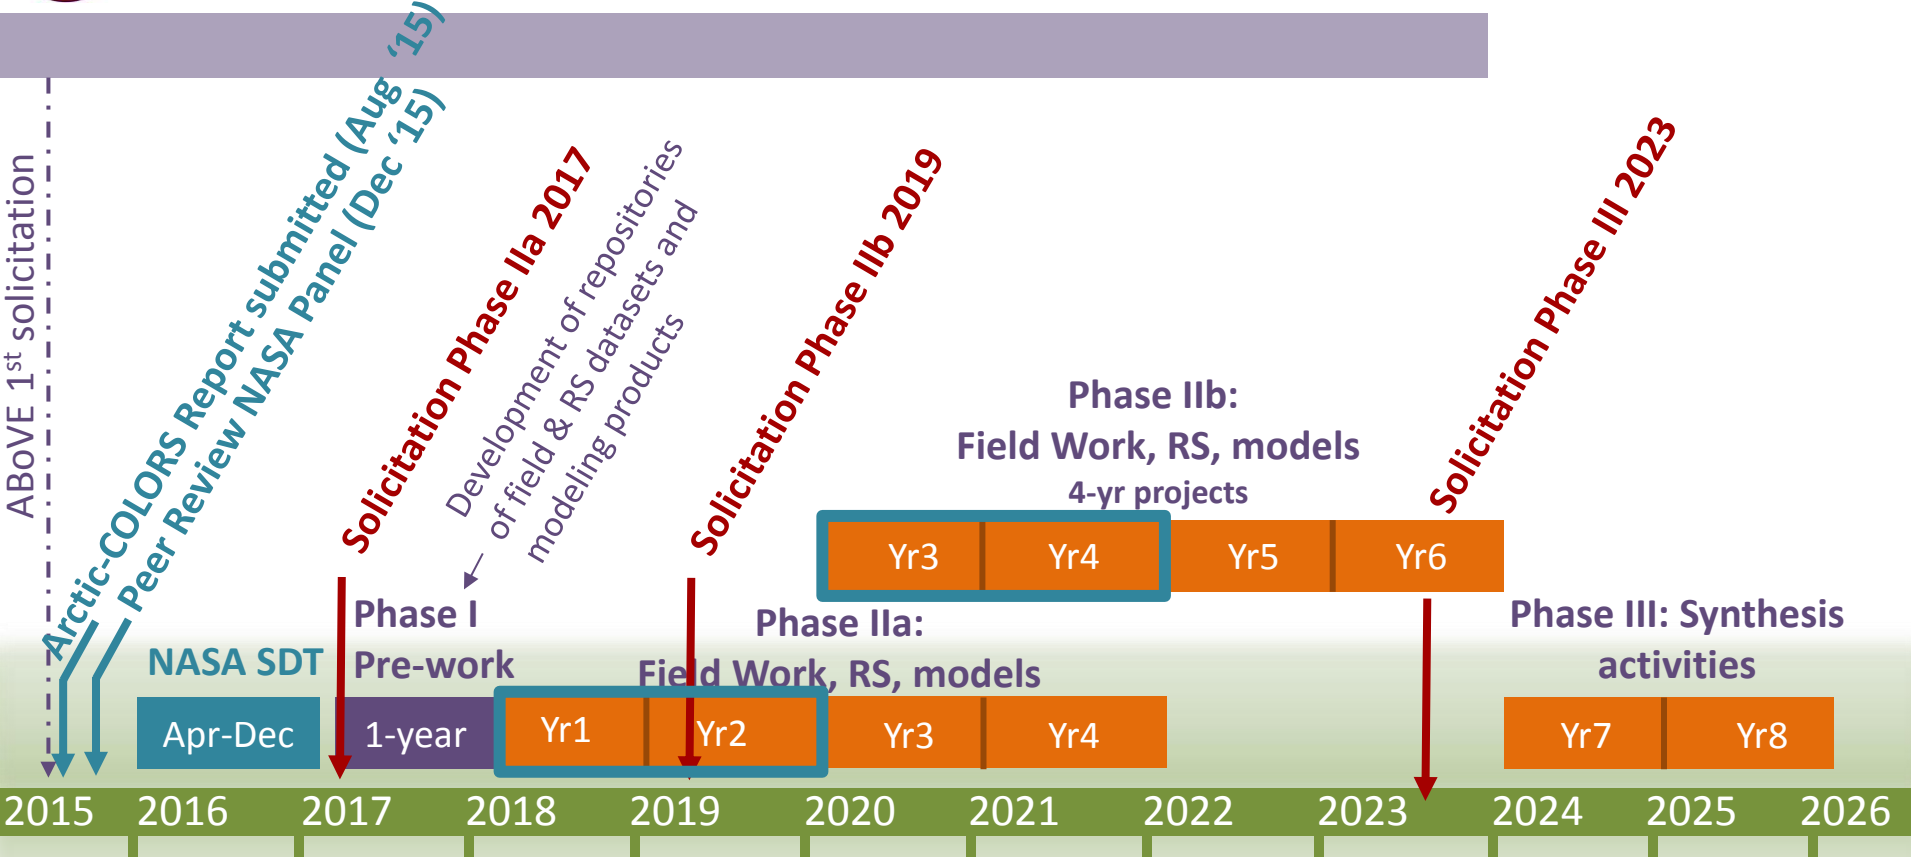 ABoVE 1st solicitation
Arctic-COLORS Report submitted (Aug ‘15)
Peer Review NASA Panel (Dec ‘15)
Solicitation Phase IIa 2017
Development of repositories
of field & RS datasets and
modeling products
Solicitation Phase IIb 2019
Solicitation Phase III 2023
Phase IIb:
Field Work, RS, models
4-yr projects
Yr3 Yr4 Yr5 Yr6
NASA SDT
Phase I
Pre-work
Phase IIa:
Field Work, RS, models
Phase III: Synthesis
activities
Apr-Dec 1-year Yr1 Yr2 Yr3 Yr4 Yr7 Yr8
2015 2016 2017 2018 2019 2020 2021 2022 2023 2024 2025 2026